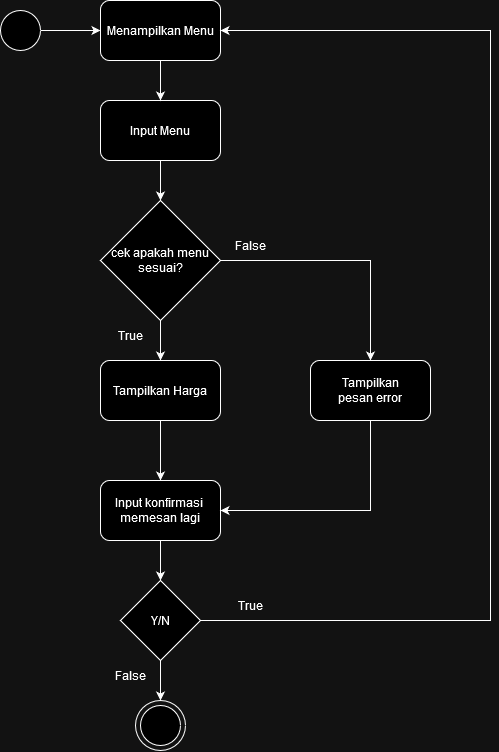 Menampilkan Menu
Input Menu
cek apakah menu
sesuai?
False
True
Tampilkan Harga
Tampilkan
pesan error
Input konfirmasi
memesan lagi
Y/N
True
False